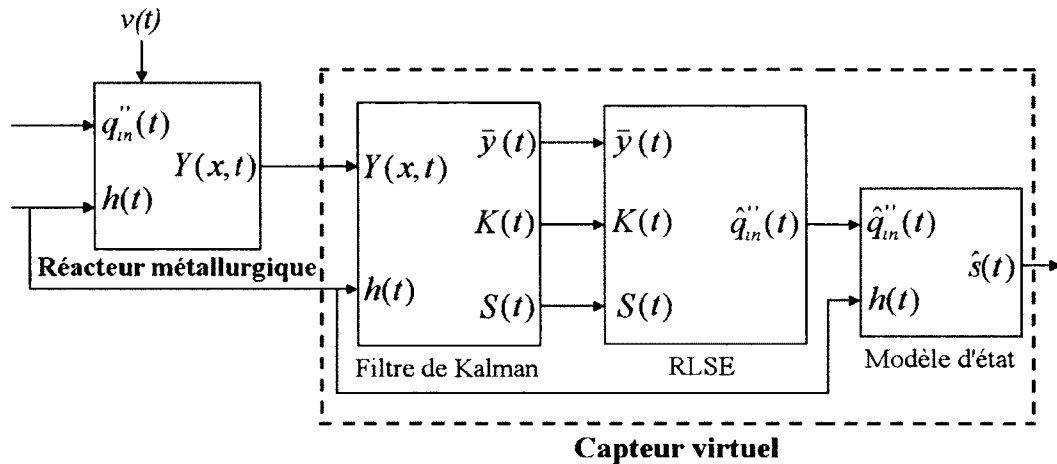 v(t)
q''in(t)
Y(x,t)
h(t)
Réacteur métallurgique
Y(x,t)
h(t)
ȳ(t)
K(t)
S(t)
Filtre de Kalman
ȳ(t)
K(t)
S(t)
q̂''in(t)
RLSE
q̂''in(t)
h(t)
ŝ(t)
Modèle d'état
Capteur virtuel